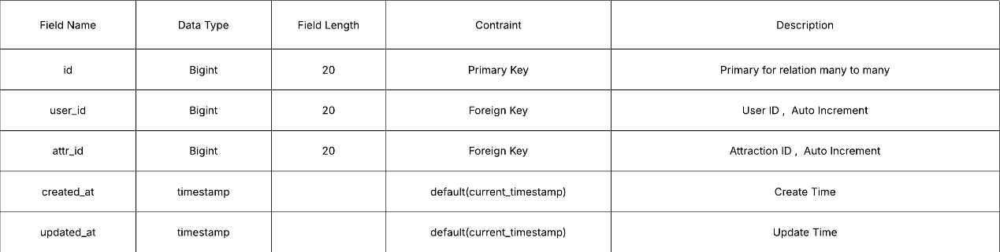 Field Name Data Type Field Length Contraint Description
id Bigint 20 Primary Key Primary for relation many to many
user_id Bigint 20 Foreign Key User ID , Auto Increment
attr_id Bigint 20 Foreign Key Attraction ID , Auto Increment
created_at timestamp default(current_timestamp) Create Time
updated_at timestamp default(current_timestamp) Update Time